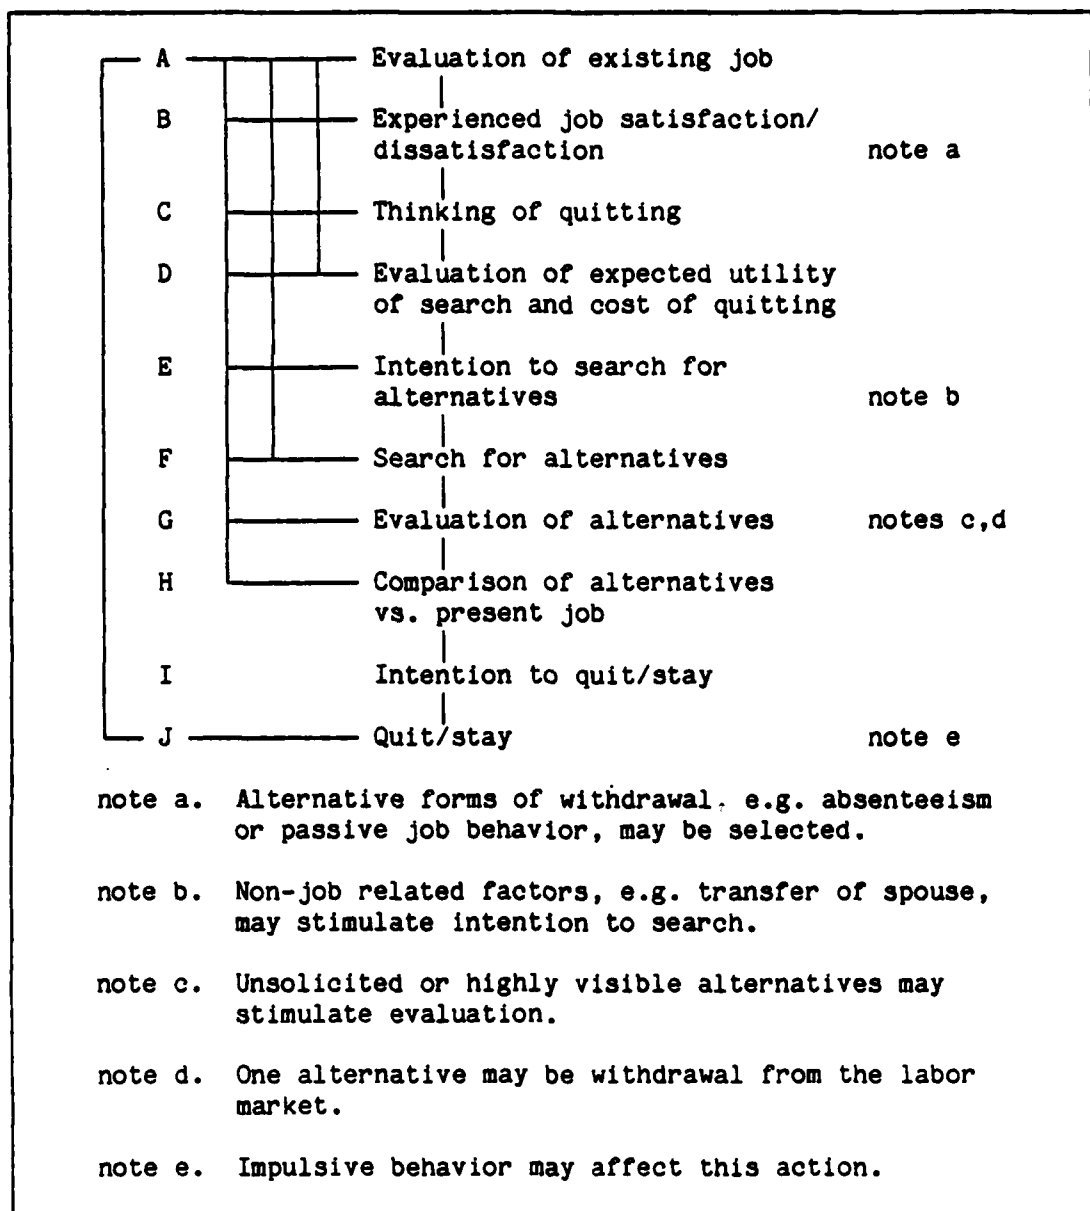 A Evaluation of existing job
B Experienced job satisfaction/
dissatisfaction note a
C Thinking of quitting
D Evaluation of expected utility
of search and cost of quitting
E Intention to search for
alternatives note b
F Search for alternatives
G Evaluation of alternatives notes c,d
H Comparison of alternatives
vs. present job
I Intention to quit/stay
J Quit/stay note e
note a. Alternative forms of withdrawal, e.g. absenteeism
or passive job behavior, may be selected.
note b. Non-job related factors, e.g. transfer of spouse,
may stimulate intention to search.
note c. Unsolicited or highly visible alternatives may
stimulate evaluation.
note d. One alternative may be withdrawal from the labor
market.
note e. Impulsive behavior may affect this action.